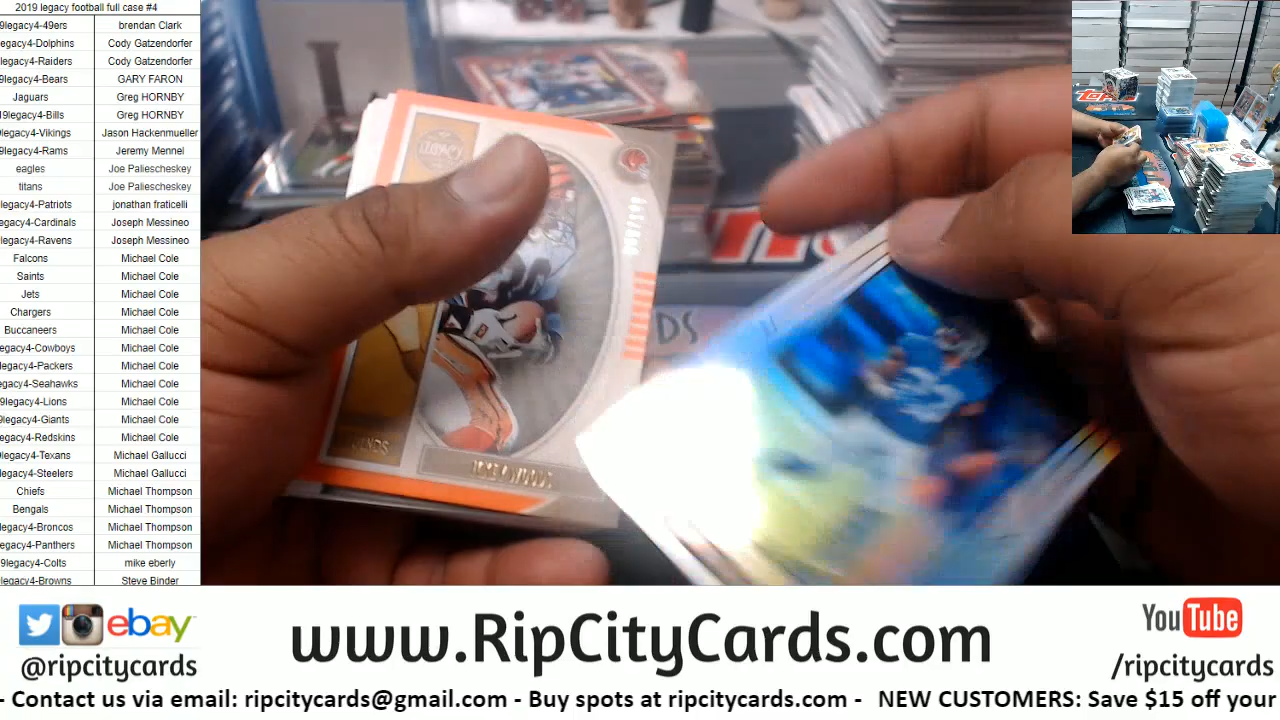 2019 legacy football full case #4
9legacy4-49ers brendan Clark
legacy4-Dolphins Cody Gatzendorfer
legacy4-Raiders Cody Gatzendorfer
9legacy4-Bears GARY FARON
Jaguars Greg HORNBY
19legacy4-Bills Greg HORNBY
9legacy4-Vikings Jason Hackenmueller
9legacy4-Rams Jeremy Mennel
eagles Joe Paliescheskey
titans Joe Paliescheskey
legacy4-Patriots jonathan fraticelli
egacy4-Cardinals Joseph Messineo
legacy4-Ravens Joseph Messineo
Falcons Michael Cole
Saints Michael Cole
Jets Michael Cole
Chargers Michael Cole
Buccaneers Michael Cole
egacy4-Cowboys Michael Cole
egacy4-Packers Michael Cole
gacy4-Seahawks Michael Cole
9legacy4-Lions Michael Cole
9legacy4-Giants Michael Cole
egacy4-Redskins Michael Cole
legacy4-Texans Michael Gallucci
egacy4-Steelers Michael Gallucci
Chiefs Michael Thompson
Bengals Michael Thompson
egacy4-Broncos Michael Thompson
egacy4-Panthers Michael Thompson
9legacy4-Colts mike eberly
legacy4-Browns Steve Binder
LEGACY
topps
ebay
@ripcitycards
www.RipCityCards.com
YouTube
/ripcitycards
- Contact us via email: ripcitycards@gmail.com - Buy spots at ripcitycards.com - NEW CUSTOMERS: Save $15 off your